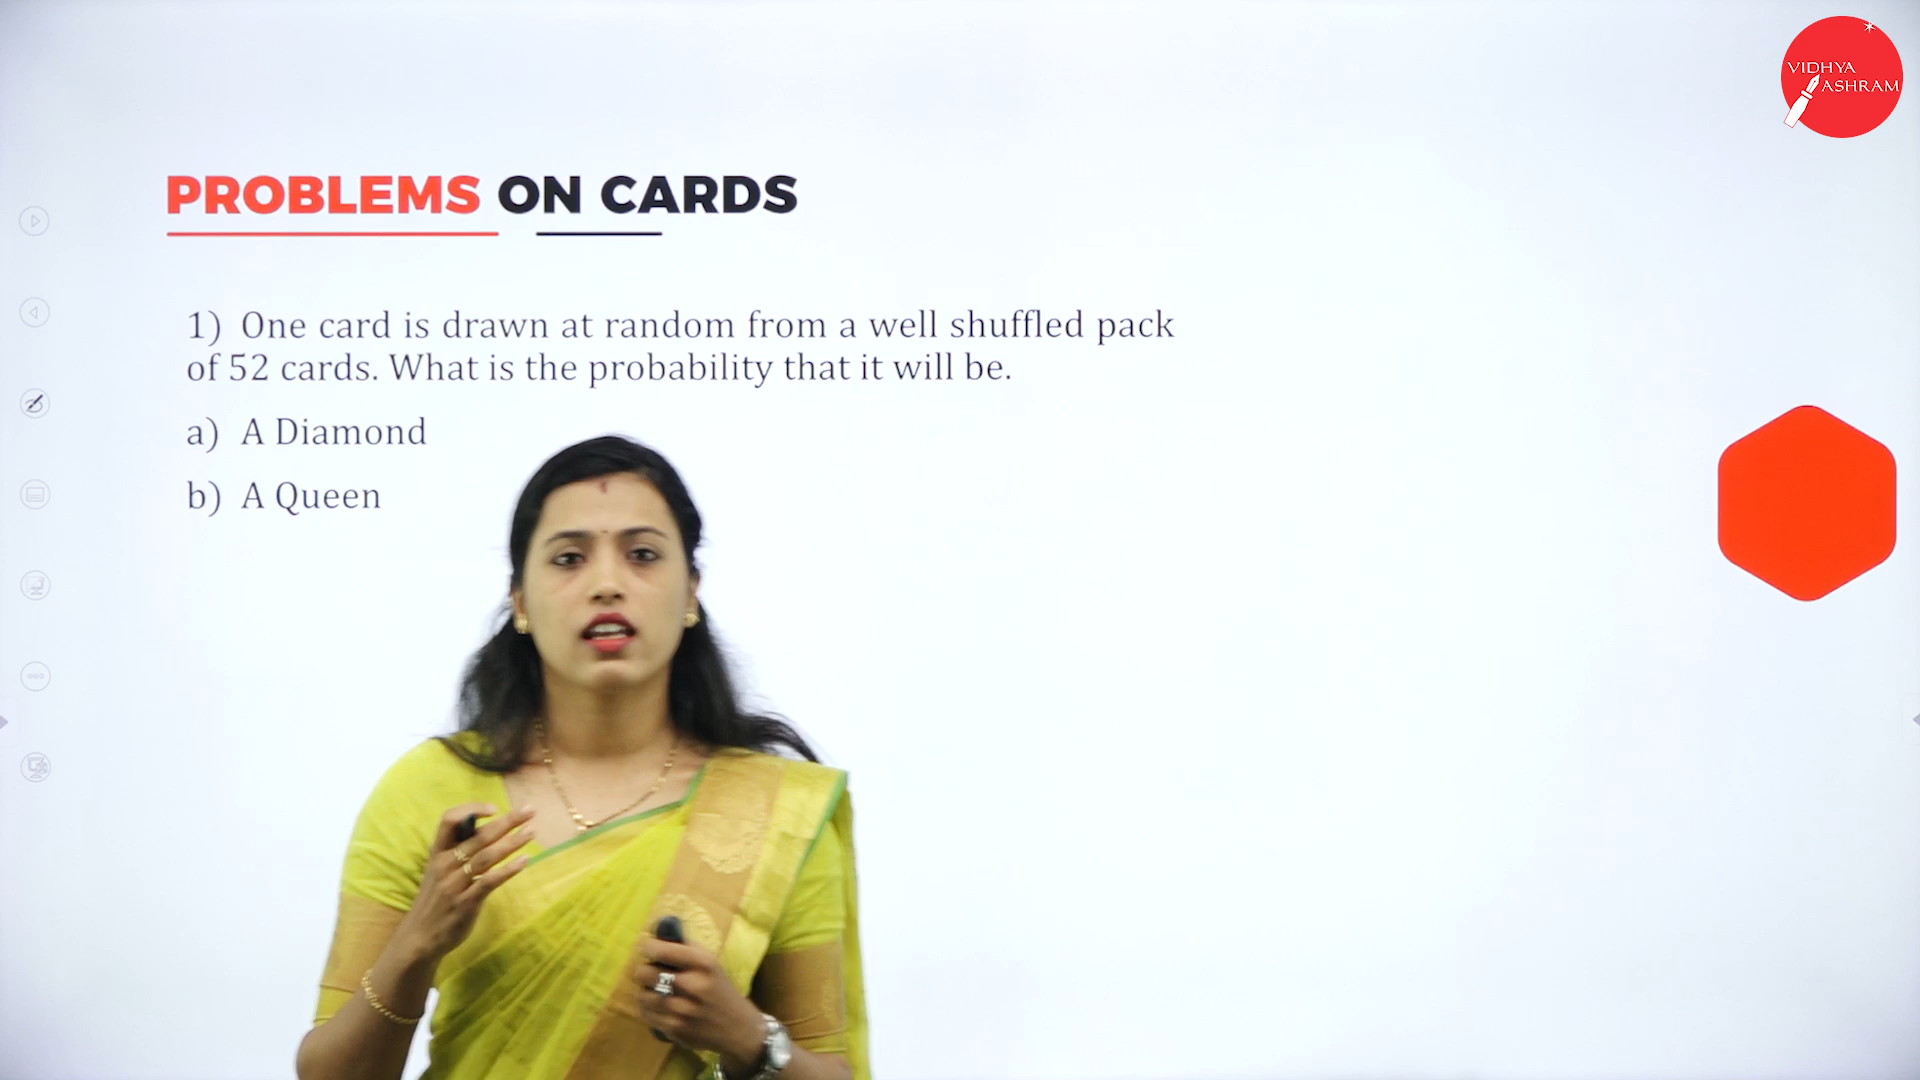 VIDHYA
ASHRAM
PROBLEMS ON CARDS
1) One card is drawn at random from a well shuffled pack
of 52 cards. What is the probability that it will be.
a) A Diamond
b) A Queen